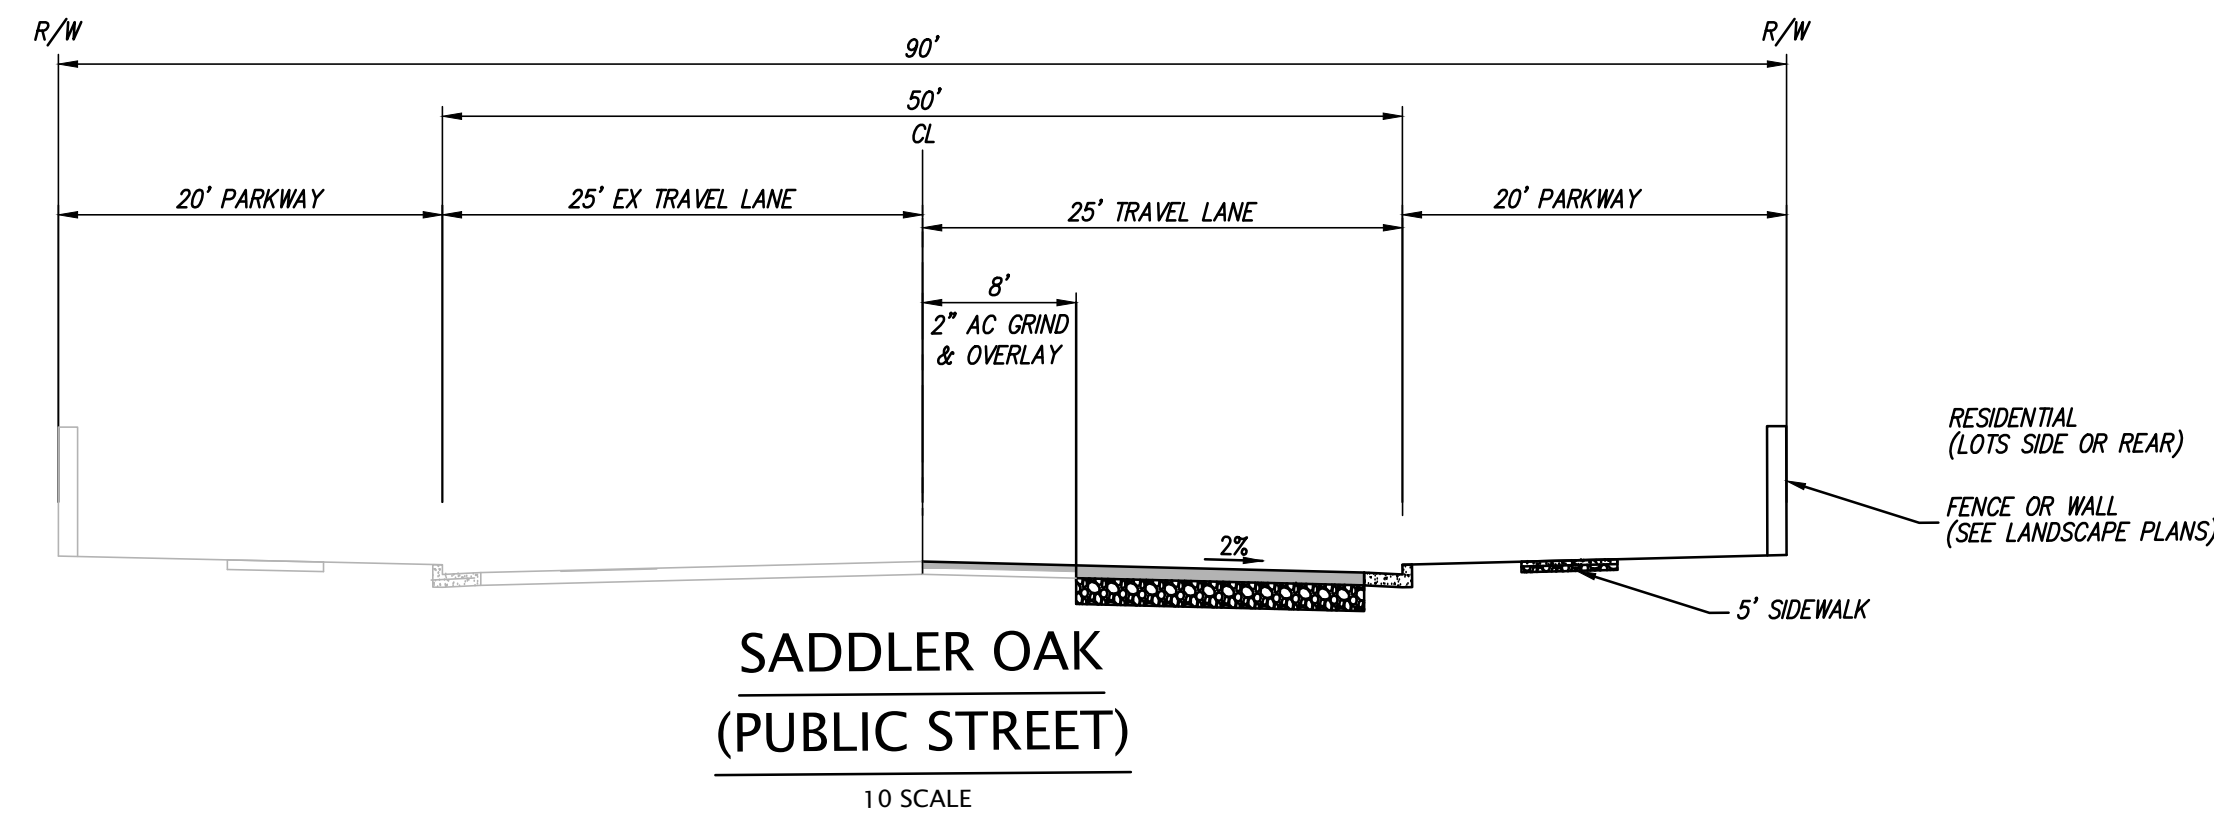 R/W
R/W
90'
50'
CL
20' PARKWAY
25' EX TRAVEL LANE
25' TRAVEL LANE
20' PARKWAY
8'
2" AC GRIND
& OVERLAY
RESIDENTIAL
(LOTS SIDE OR REAR)
FENCE OR WALL
(SEE LANDSCAPE PLANS)
2%
5' SIDEWALK
SADDLER OAK
(PUBLIC STREET)
10 SCALE